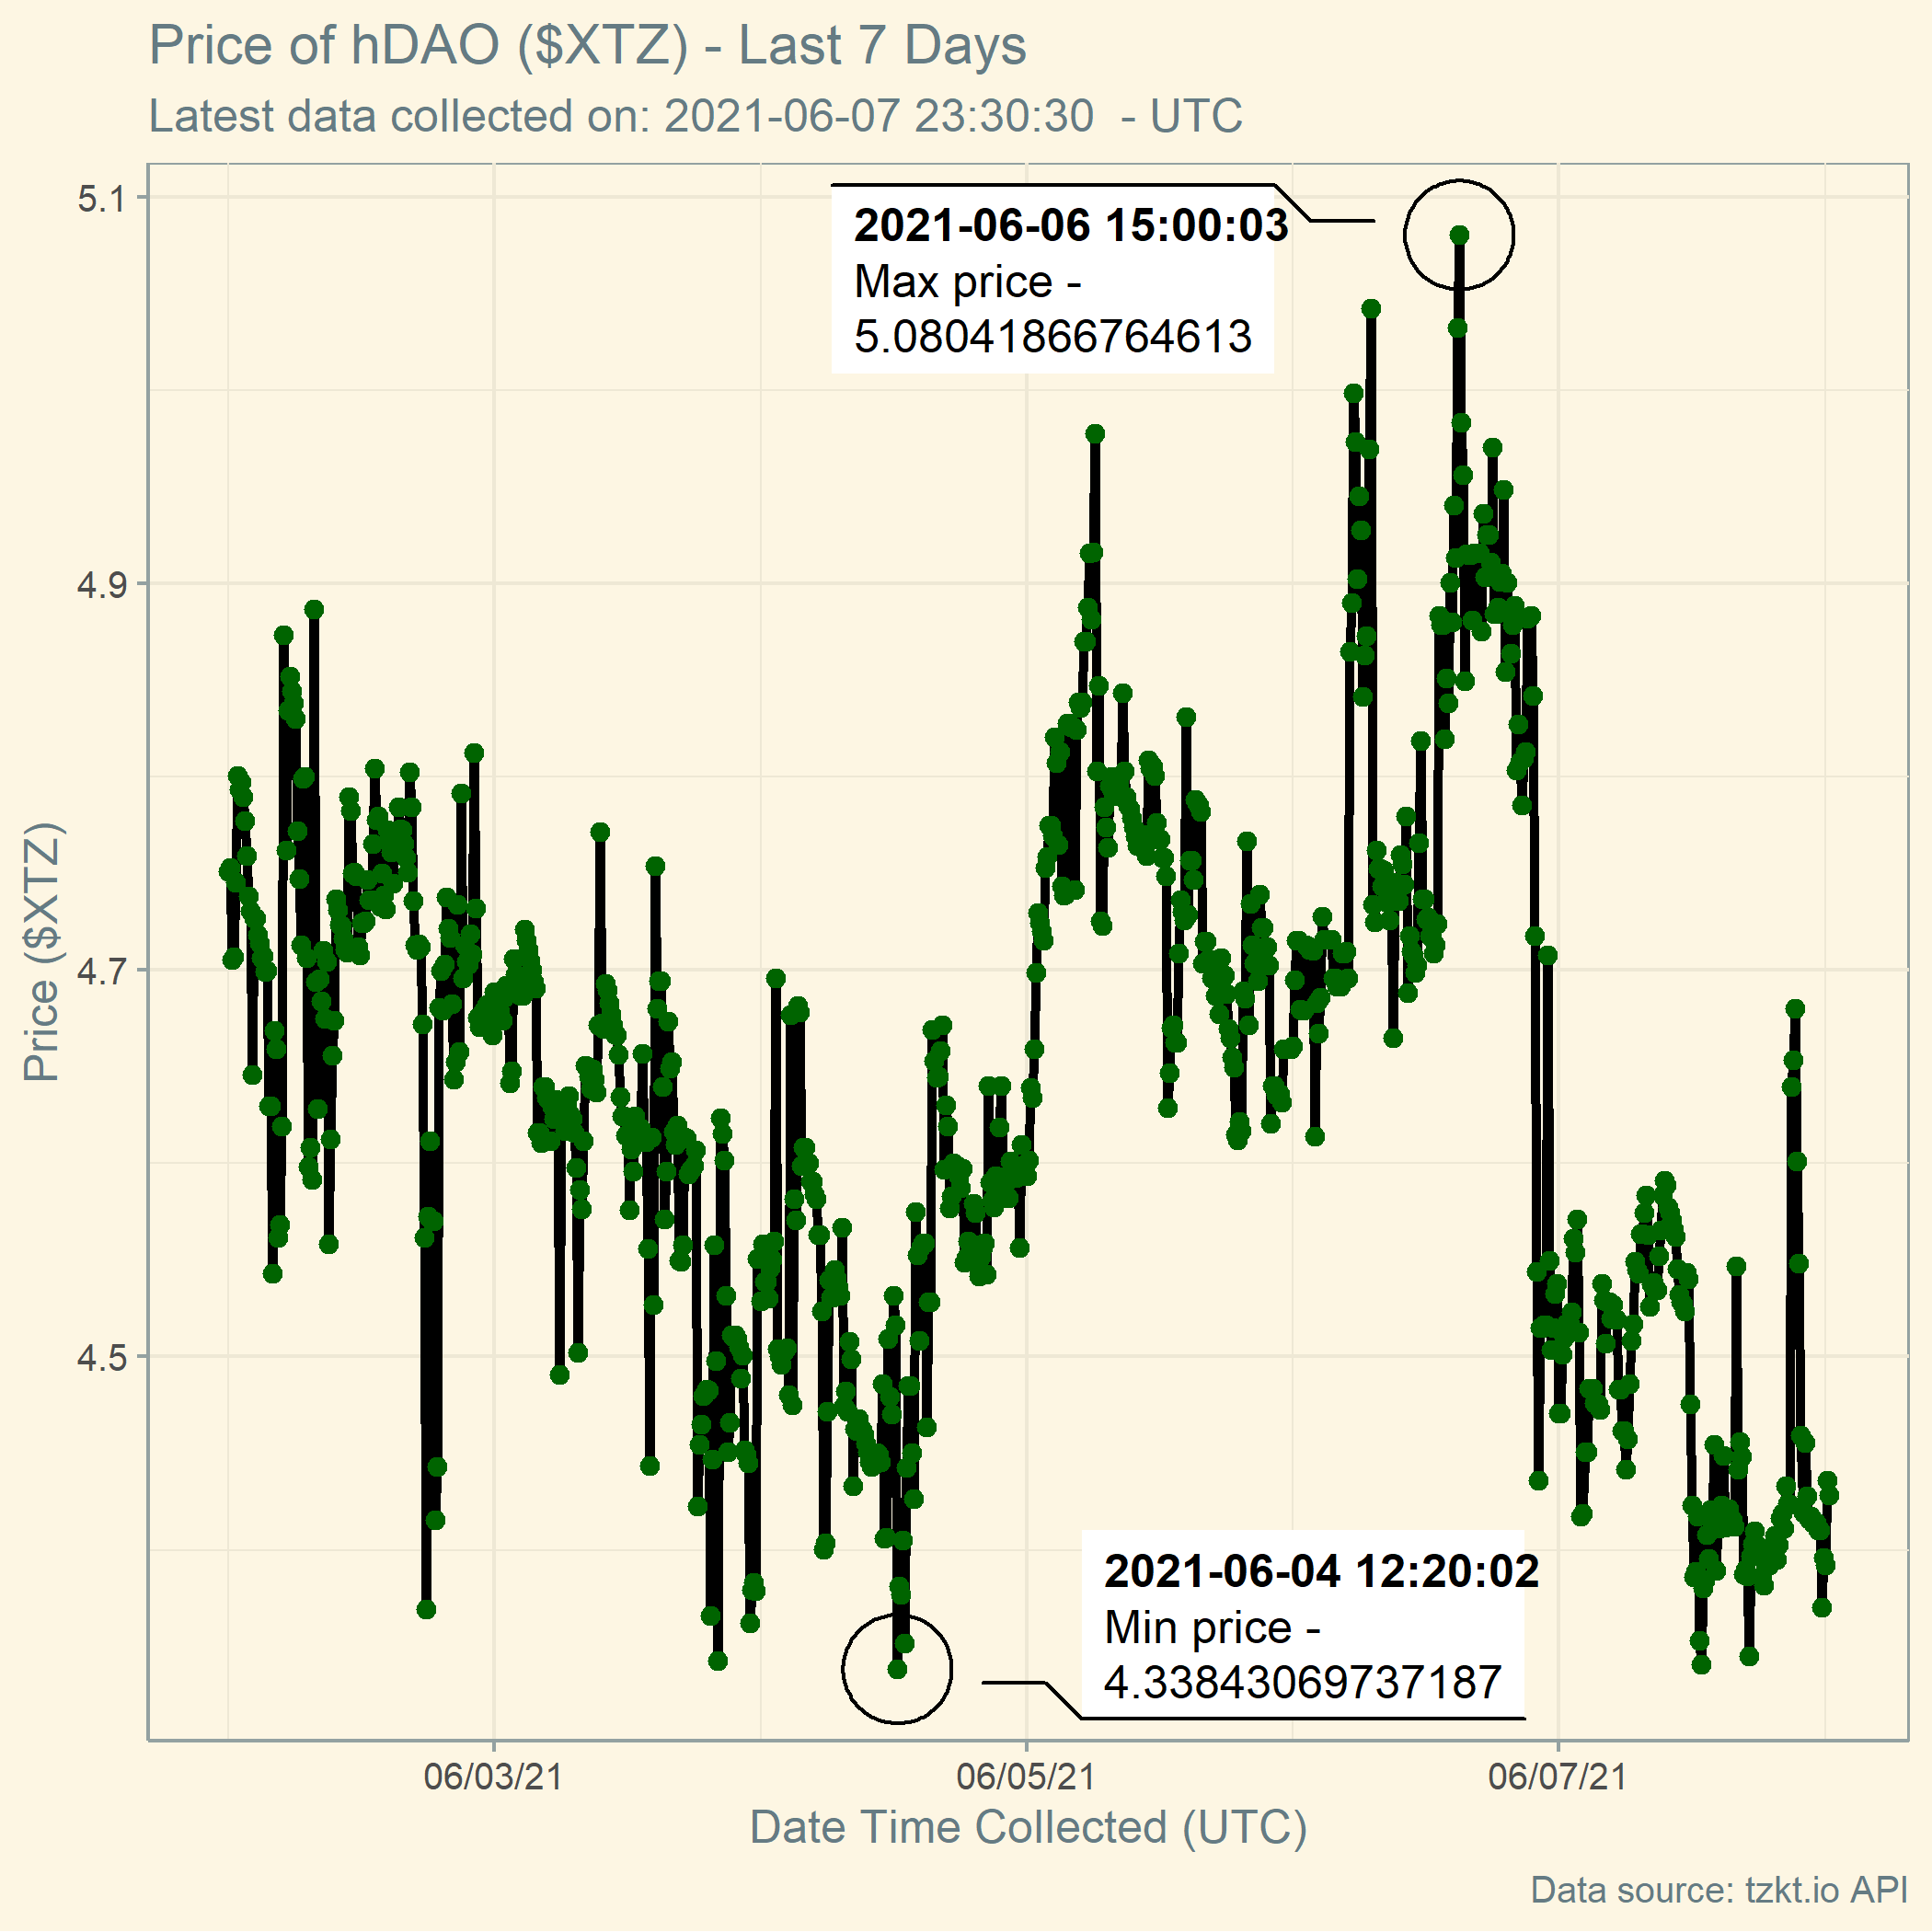 Price of hDAO ($XTZ) - Last 7 Days
Latest data collected on: 2021-06-07 23:30:30  - UTC
5.1
4.9
4.7
4.5
Price ($XTZ)
2021-06-06 15:00:03
Max price -
5.08041866764613
2021-06-04 12:20:02
Min price -
4.33843069737187
06/03/21
06/05/21
06/07/21
Date Time Collected (UTC)
Data source: tzkt.io API